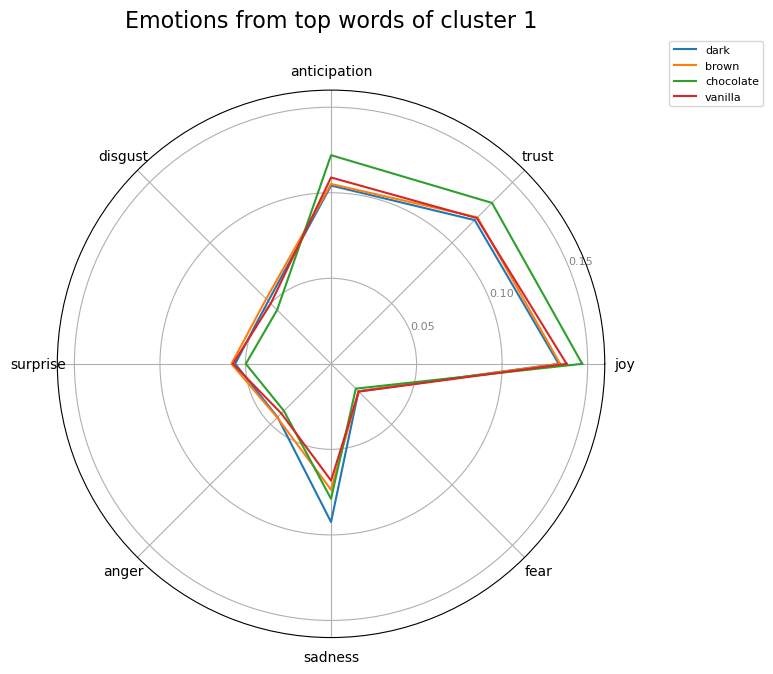 Emotions from top words of cluster 1
dark
brown
chocolate
vanilla
anticipation
disgust
trust
0.15
0.10
0.05
surprise
joy
anger
fear
sadness